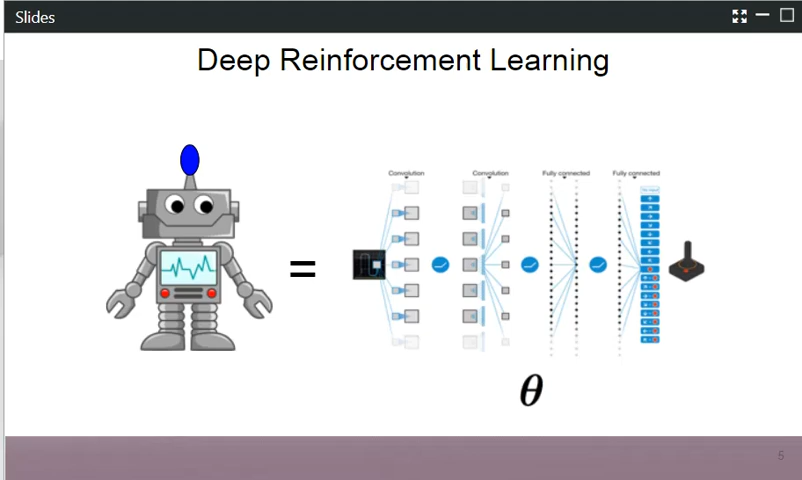 Slides
Deep Reinforcement Learning
Convolution Convolution Fully connected Fully connected
=
θ
5